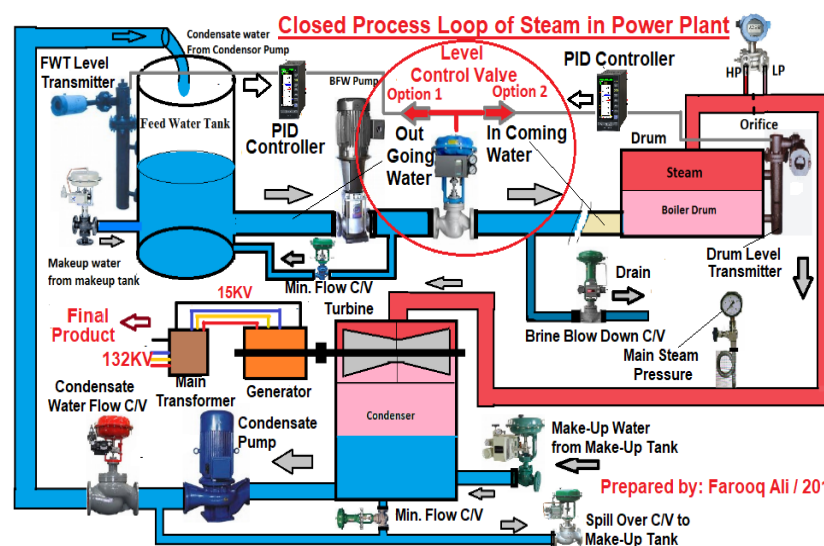 Closed Process Loop of Steam in Power Plant
Condensate water
From Condensor Pump
FWT Level
Transmitter
Feed Water Tank
PID
Controller
BFW Pump
Level
Control Valve
Option 1
Option 2
Out
Going
Water
In Coming
Water
PID Controller
HP
LP
Orifice
Drum
Steam
Boiler Drum
Drum Level
Transmitter
Makeup water
from makeup tank
Min. Flow C/V
Drain
Brine Blow Down C/V
Main Steam
Pressure
Final
Product
15KV
132KV
Main
Transformer
Generator
Turbine
Condenser
Condensate
Water Flow C/V
Condensate
Pump
Make-Up Water
from Make-Up Tank
Min. Flow C/V
Spill Over C/V to
Make-Up Tank
Prepared by: Farooq Ali / 201